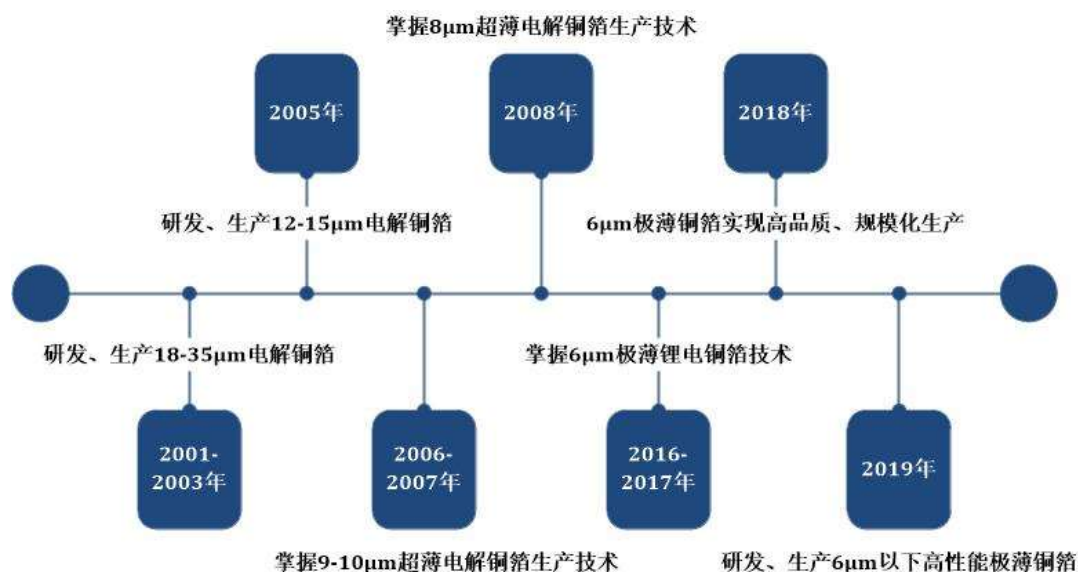 掌握8μm超薄电解铜箔生产技术
2005年
2008年
2018年
研发、生产12-15μm电解铜箔
6μm极薄铜箔实现高品质、规模化生产
研发、生产18-35μm电解铜箔
掌握6μm极薄锂电铜箔技术
2001-
2003年
2006-
2007年
2016-
2017年
2019年
掌握9-10μm超薄电解铜箔生产技术
研发、生产6μm以下高性能极薄铜箔